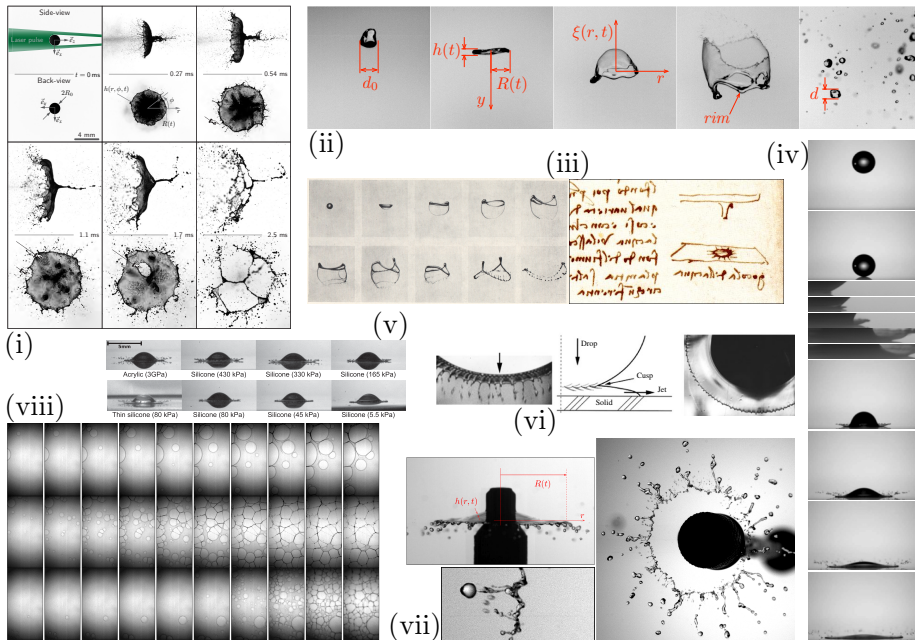 Side-view
Laser pulse
t = 0 ms
0.27 ms
0.54 ms
Back-view
2R₀
h(r, ϕ, t)
ϕ
r
R(t)
4 mm
1.1 ms
1.7 ms
2.5 ms
(i)
d₀
h(t)
R(t)
y
ξ(r, t)
r
rim
d
(ii)
(iii)
(iv)
(v)
5mm
Acrylic (3GPa)
Silicone (430 kPa)
Silicone (330 kPa)
Silicone (165 kPa)
Thin silicone (80 kPa)
Silicone (80 kPa)
Silicone (45 kPa)
Silicone (5.5 kPa)
Drop
Cusp
Jet
Solid
(vi)
(viii)
R(t)
h(r, t)
r
(vii)